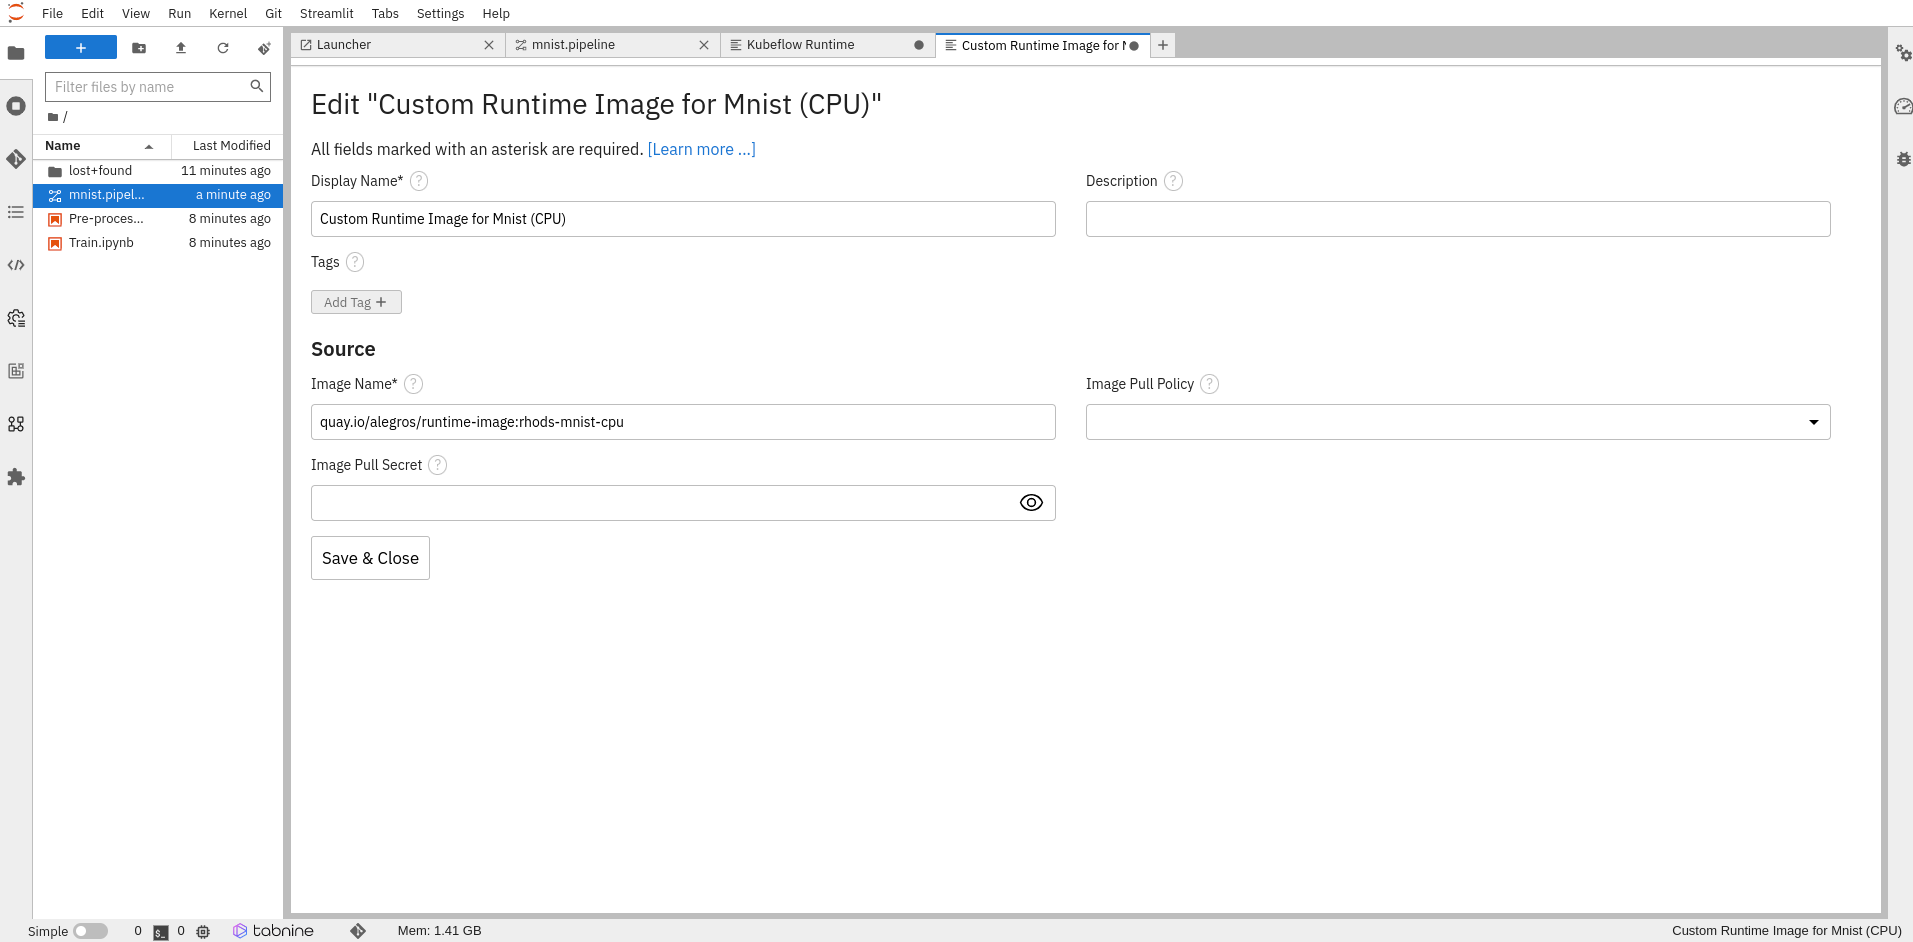 File Edit View Run Kernel Git Streamlit Tabs Settings Help
Launcher
mnist.pipeline
Kubeflow Runtime
Custom Runtime Image for M
Filter files by name
/
Name Last Modified
lost+found 11 minutes ago
mnist.pipel... a minute ago
Pre-proces... 8 minutes ago
Train.ipynb 8 minutes ago
Edit "Custom Runtime Image for Mnist (CPU)"
All fields marked with an asterisk are required. [Learn more ...]
Display Name* ?
Description ?
Custom Runtime Image for Mnist (CPU)
Tags ?
Add Tag
Source
Image Name* ?
Image Pull Policy ?
quay.io/alegros/runtime-image:rhods-mnist-cpu
Image Pull Secret ?
Save & Close
Simple 0 $_ 0 tabnine Mem: 1.41 GB Custom Runtime Image for Mnist (CPU)